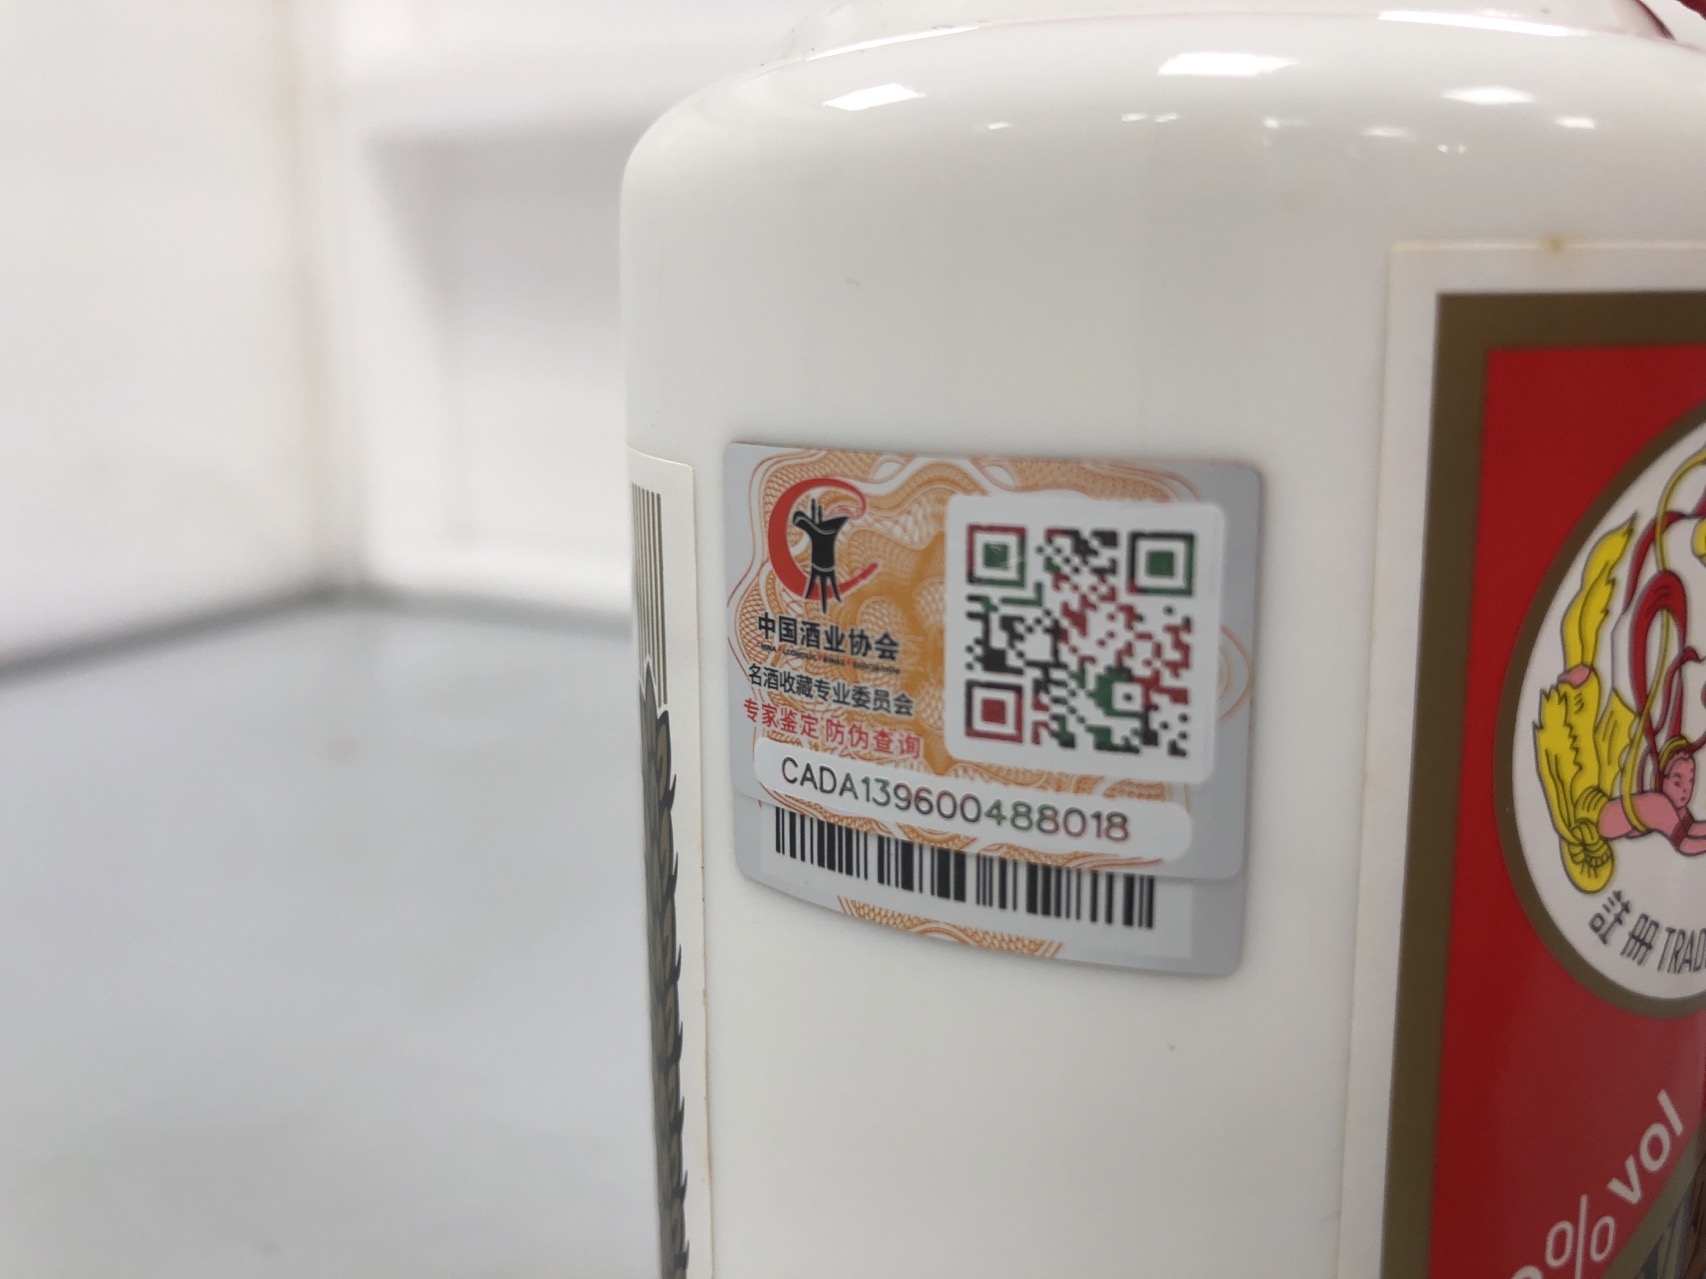 中国酒业协会
名酒收藏专业委员会
专家鉴定 防伪查询
CADA139600488018
註册 TRAD
% vol